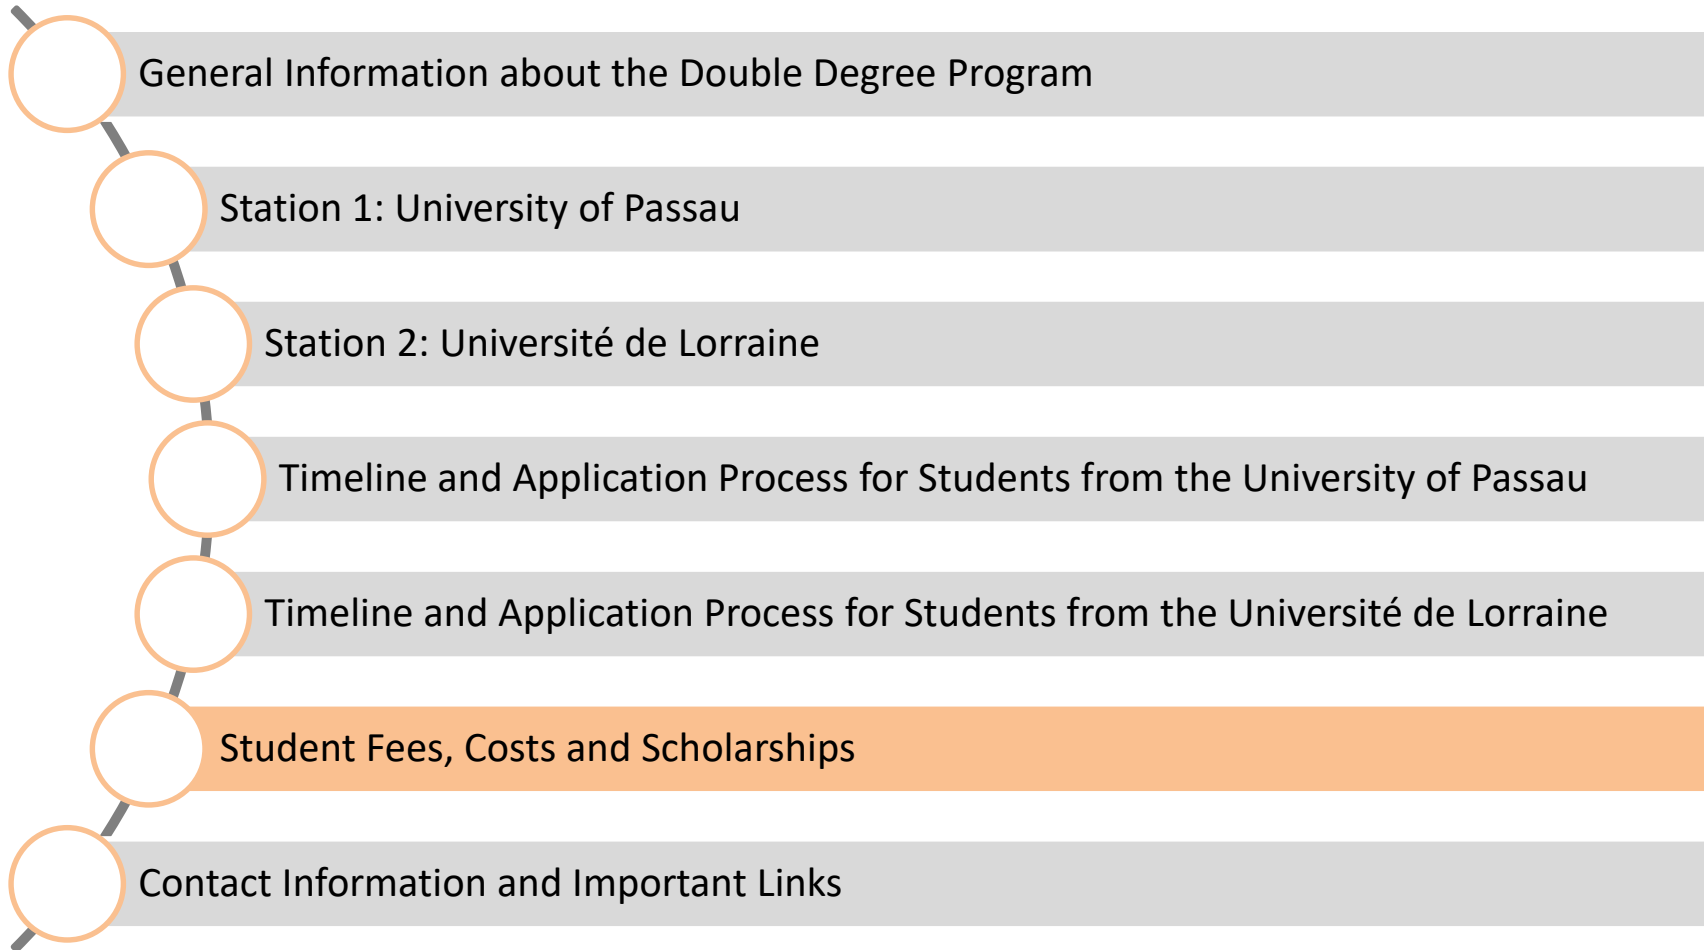 General Information about the Double Degree Program
Station 1: University of Passau
Station 2: Université de Lorraine
Timeline and Application Process for Students from the University of Passau
Timeline and Application Process for Students from the Université de Lorraine
Student Fees, Costs and Scholarships
Contact Information and Important Links